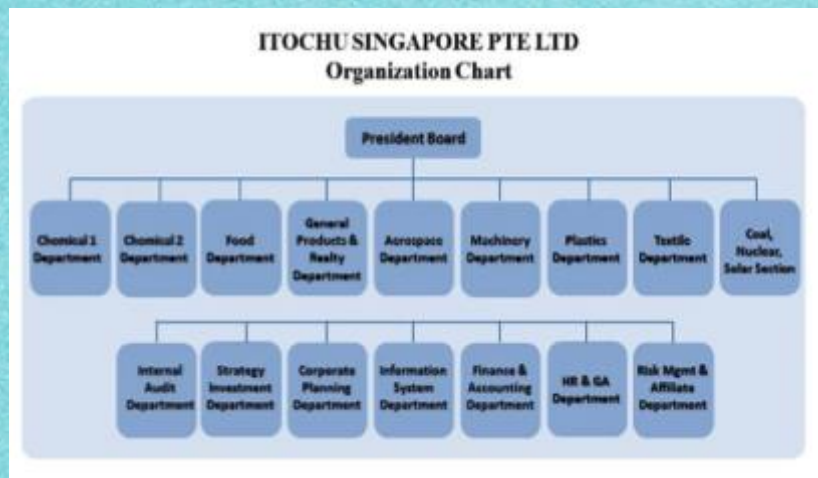 ITOCHU SINGAPORE PTE LTD
Organization Chart
President Board
Chemical 1
Department
Chemical 2
Department
Food
Department
General
Products &
Realty
Department
Aerospace
Department
Machinery
Department
Plastics
Department
Textile
Department
Coal,
Nuclear,
Solar Section
Internal
Audit
Department
Strategy
Investment
Department
Corporate
Planning
Department
Information
System
Department
Finance &
Accounting
Department
HR & GA
Department
Risk Mgmt &
Affiliate
Department